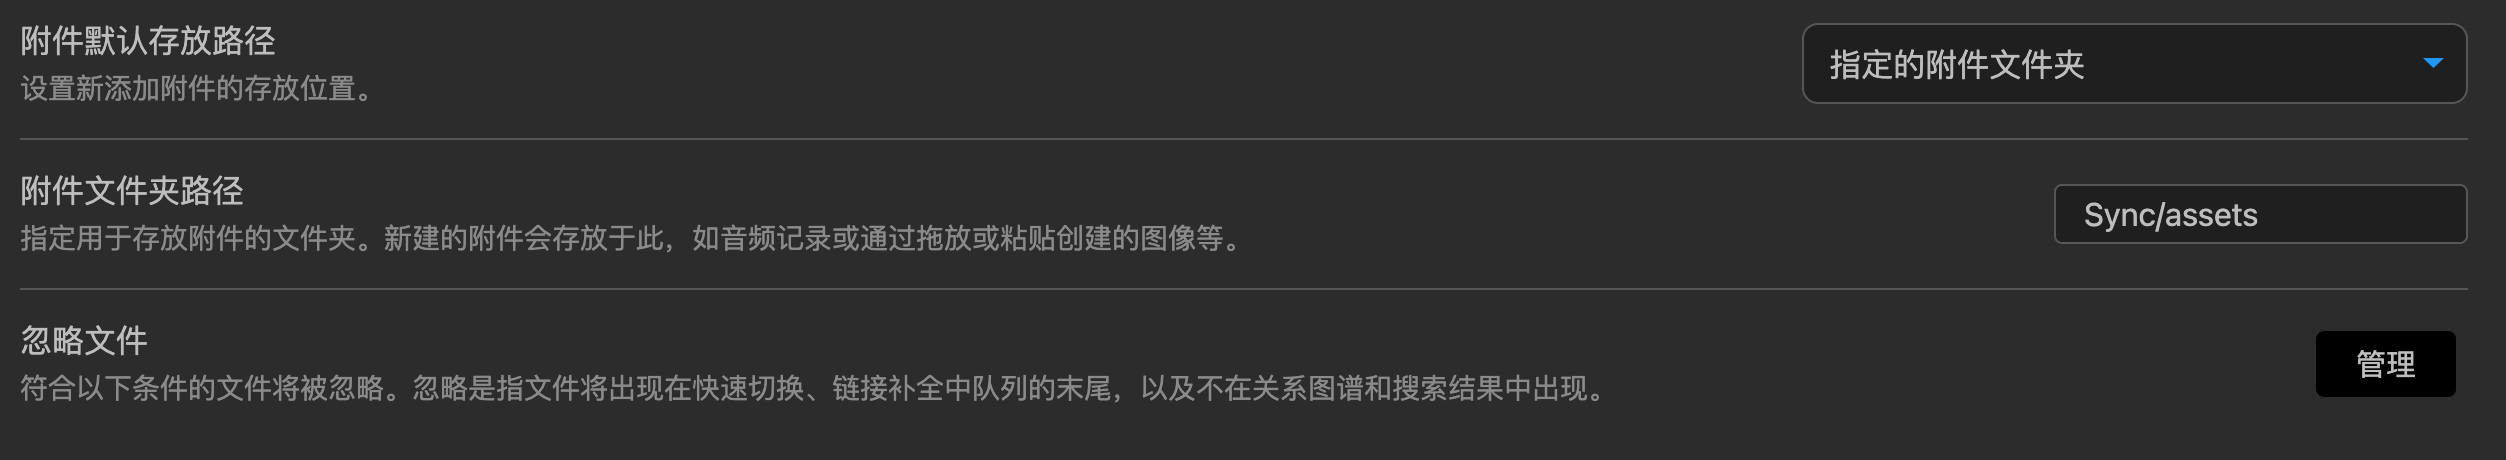 附件默认存放路径
设置新添加附件的存放位置。
指定的附件文件夹
附件文件夹路径
指定用于存放附件的文件夹。新建的附件会存放于此，如音频记录或通过拖放或粘贴创建的图像等。
Sync/assets
忽略文件
符合以下条件的文件将被忽略。忽略是指文件将出现在快速切换、链接补全中队列的末尾，以及不在关系图谱和搜索结果中出现。
管理